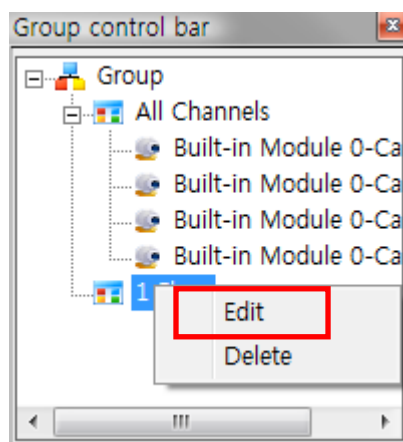 Group control bar
Group
All Channels
Built-in Module 0-Ca
Built-in Module 0-Ca
Built-in Module 0-Ca
Built-in Module 0-Ca
1
Edit
Delete